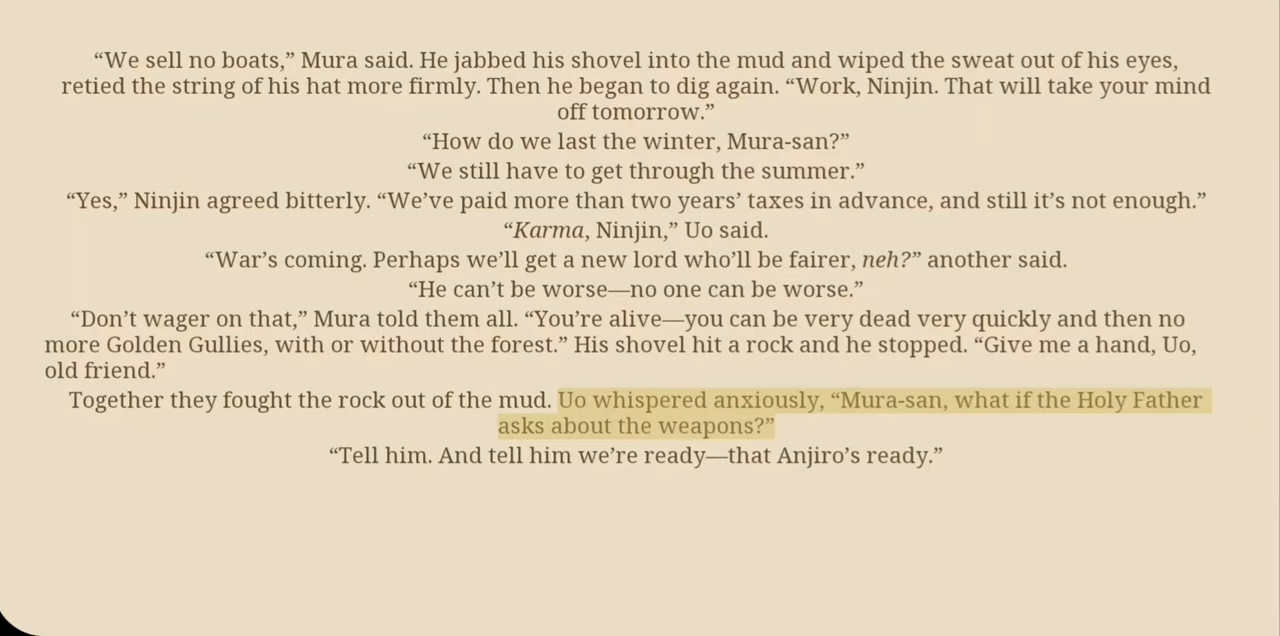 “We sell no boats,” Mura said. He jabbed his shovel into the mud and wiped the sweat out of his eyes,
retied the string of his hat more firmly. Then he began to dig again. “Work, Ninjin. That will take your mind
off tomorrow.”
“How do we last the winter, Mura-san?”
“We still have to get through the summer.”
“Yes,” Ninjin agreed bitterly. “We’ve paid more than two years’ taxes in advance, and still it’s not enough.”
“Karma, Ninjin,” Uo said.
“War’s coming. Perhaps we’ll get a new lord who’ll be fairer, neh?” another said.
“He can’t be worse—no one can be worse.”
“Don’t wager on that,” Mura told them all. “You’re alive—you can be very dead very quickly and then no
more Golden Gullies, with or without the forest.” His shovel hit a rock and he stopped. “Give me a hand, Uo,
old friend.”
Together they fought the rock out of the mud. Uo whispered anxiously, “Mura-san, what if the Holy Father
asks about the weapons?”
“Tell him. And tell him we’re ready—that Anjiro’s ready.”